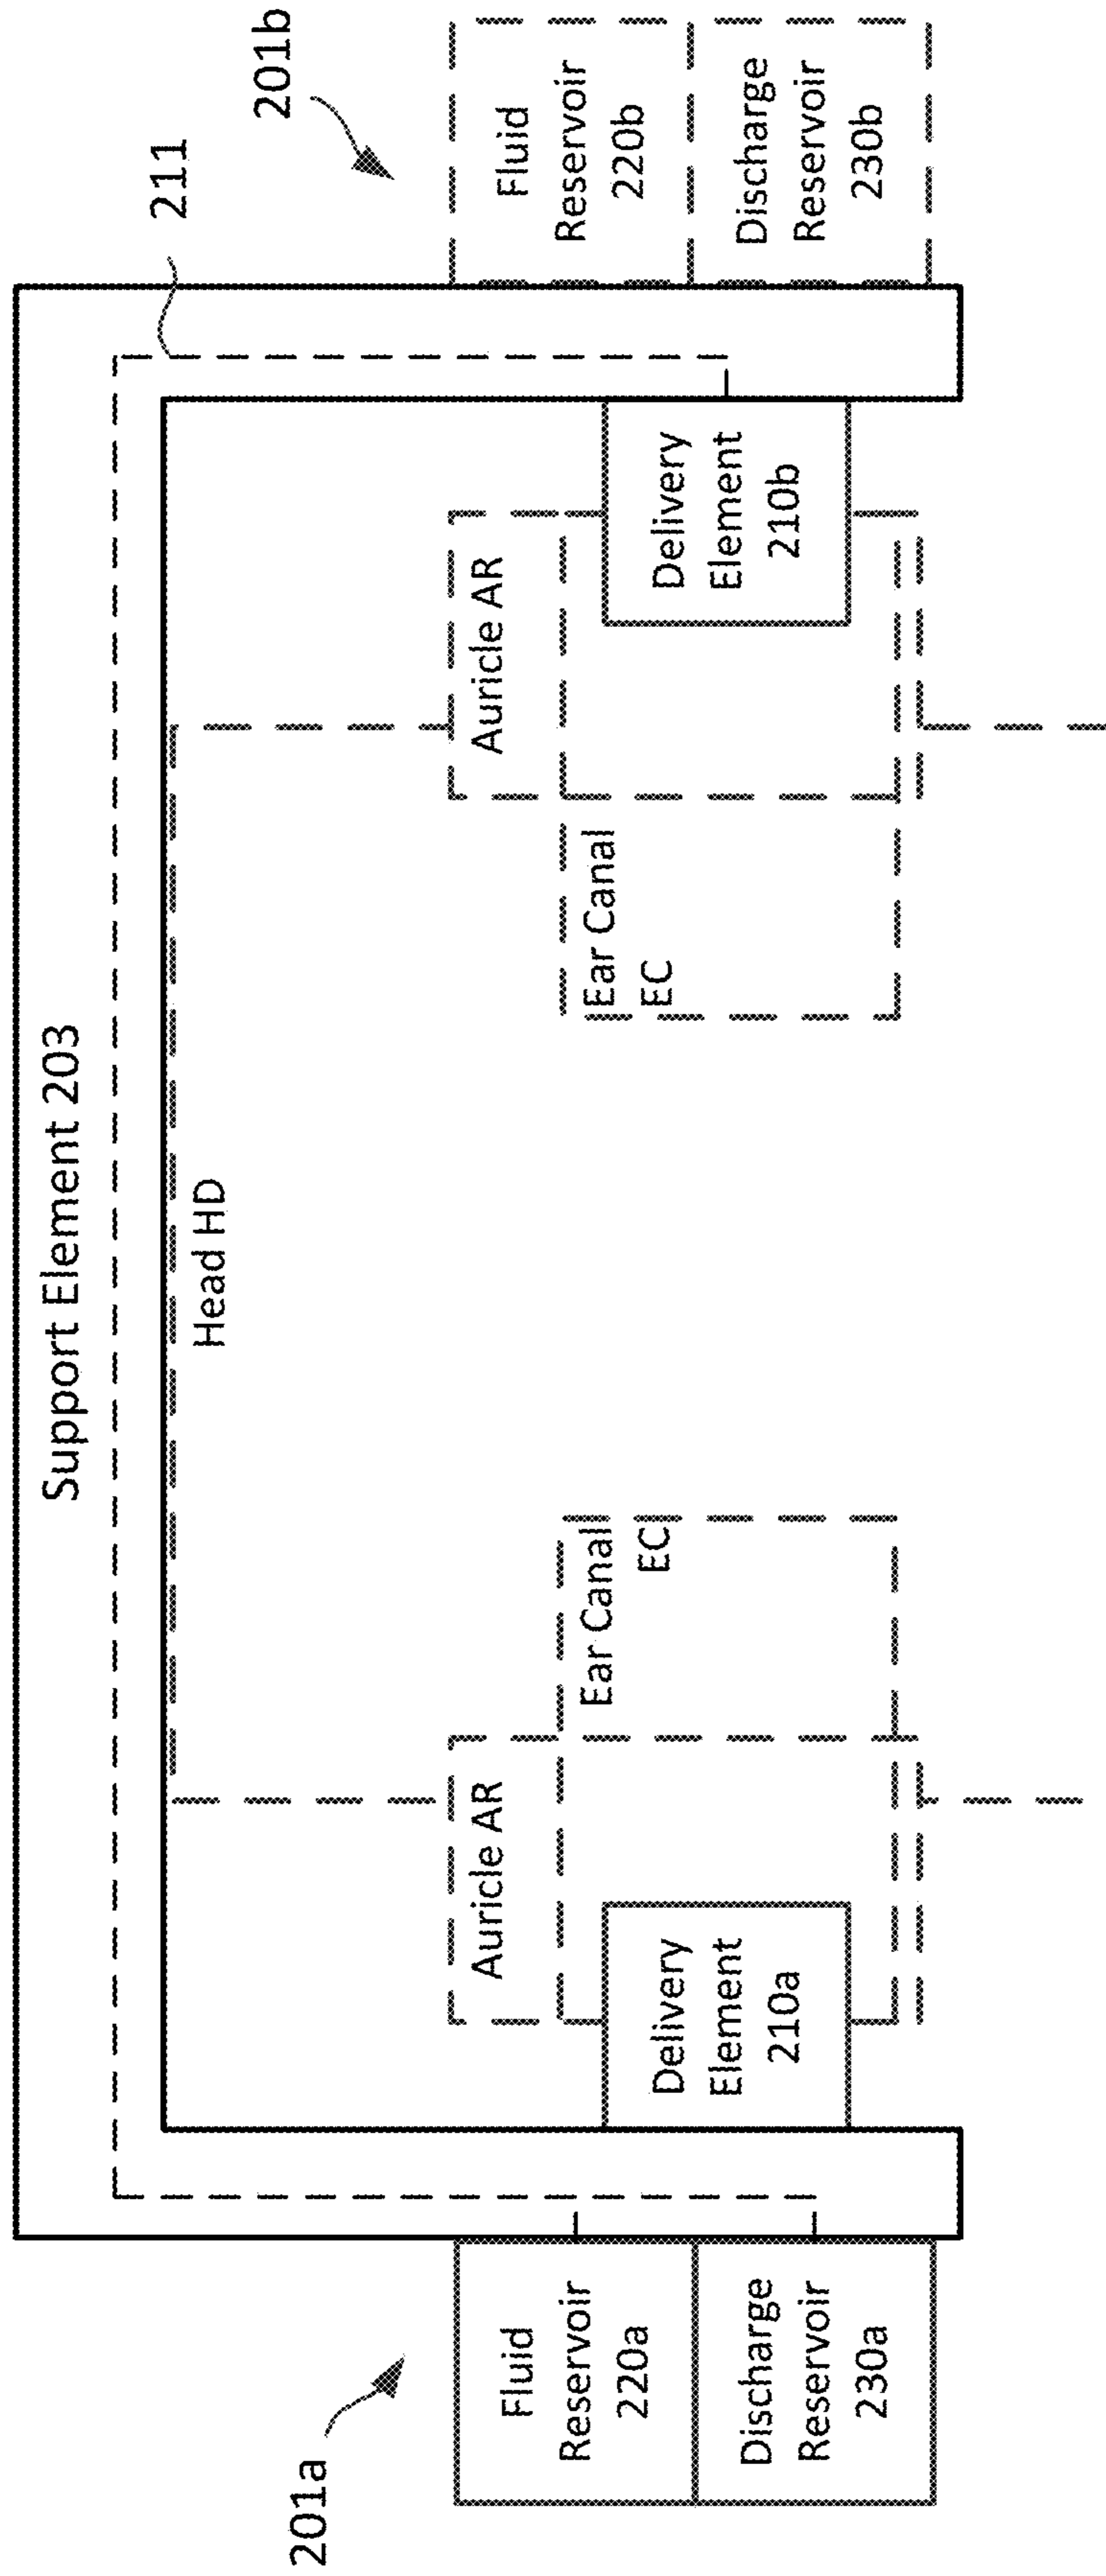 Support Element 203
211
201a
201b
Head HD
Fluid
Reservoir
220a
Discharge
Reservoir
230a
Delivery
Element
210a
Auricle AR
Ear Canal
EC
Ear Canal
EC
Auricle AR
Delivery
Element
210b
Fluid
Reservoir
220b
Discharge
Reservoir
230b